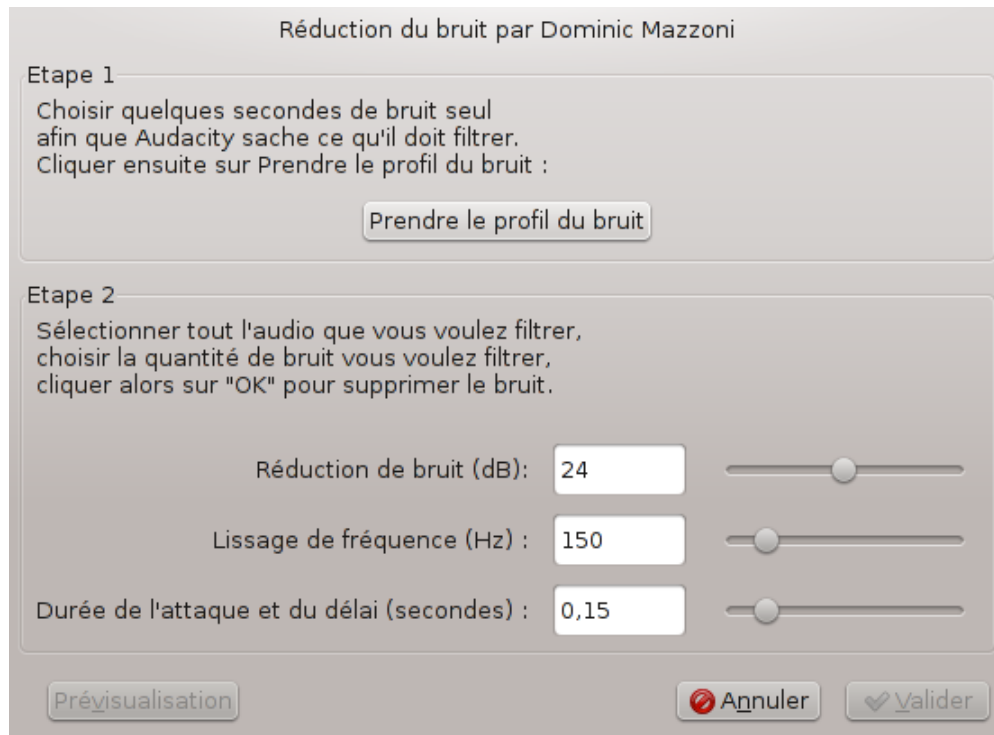 Réduction du bruit par Dominic Mazzoni
Etape 1
Choisir quelques secondes de bruit seul
afin que Audacity sache ce qu'il doit filtrer.
Cliquer ensuite sur Prendre le profil du bruit :
Prendre le profil du bruit
Etape 2
Sélectionner tout l'audio que vous voulez filtrer,
choisir la quantité de bruit vous voulez filtrer,
cliquer alors sur "OK" pour supprimer le bruit.
Réduction de bruit (dB): 24
Lissage de fréquence (Hz) : 150
Durée de l'attaque et du délai (secondes) : 0,15
Prévisualisation Annuler Valider